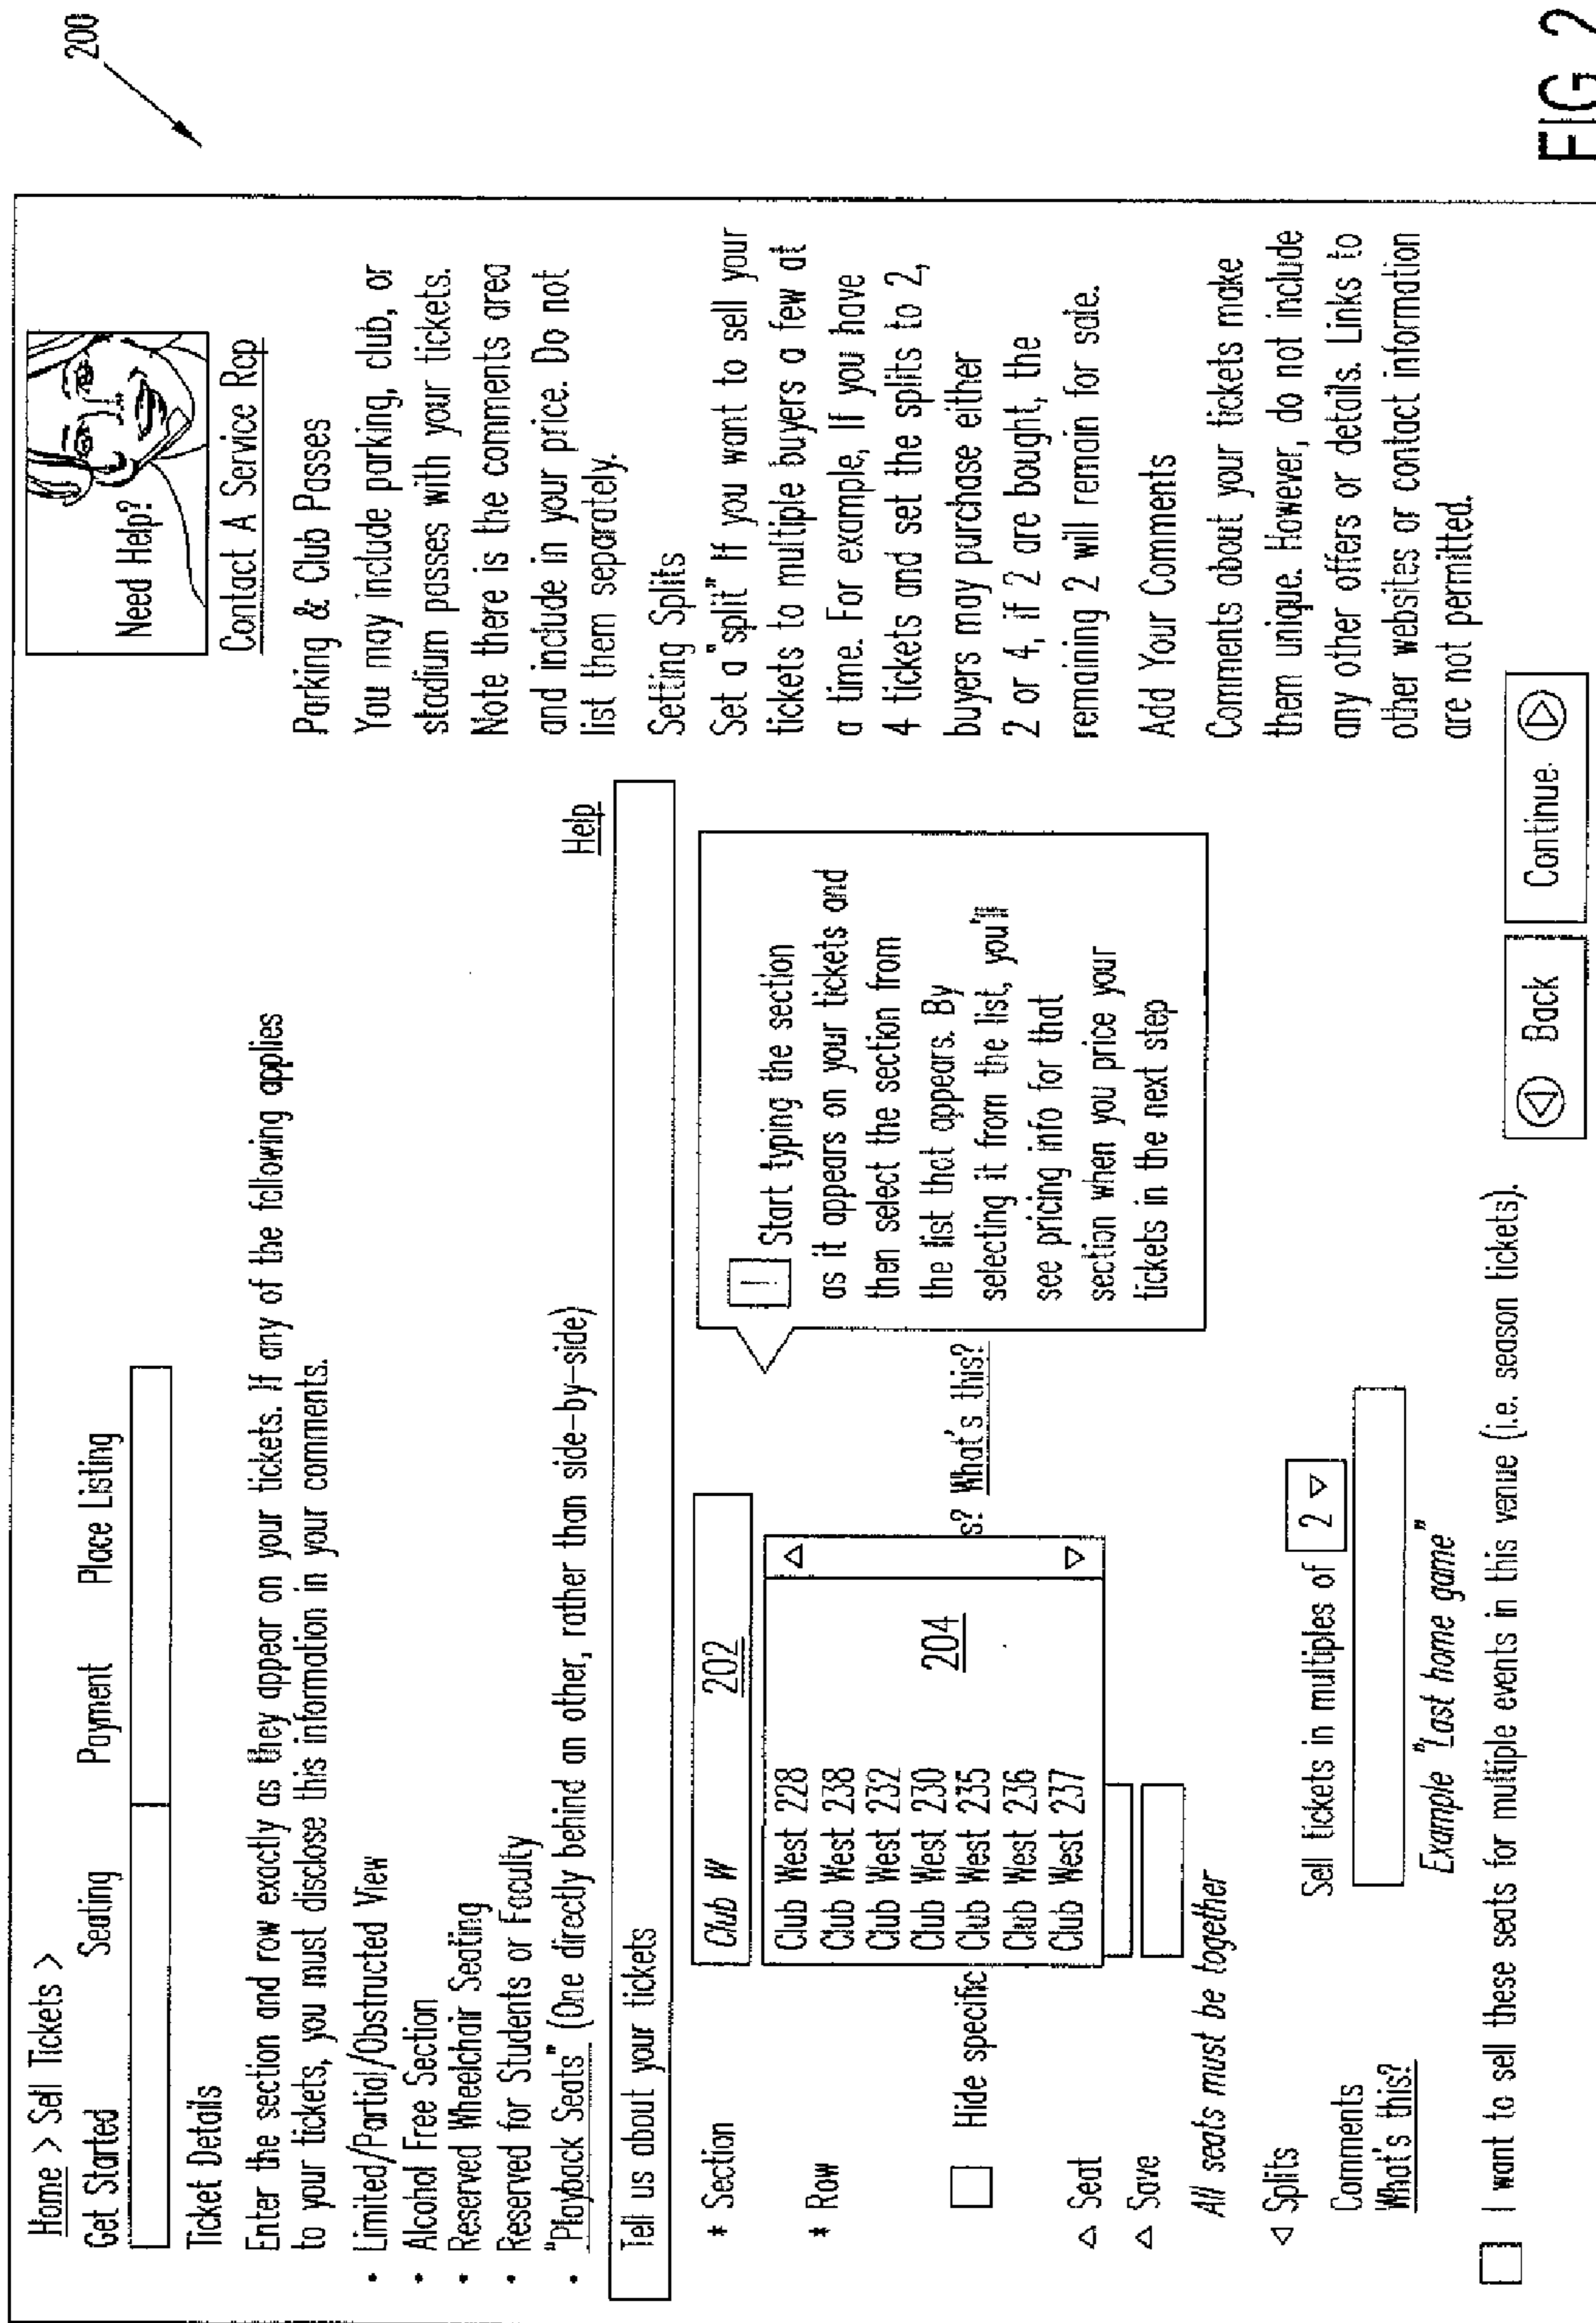 200
Home > Sell Tickets >
Get Started Seating Payment Place Listing
Ticket Details
Enter the section and row exactly as they appear on your tickets. If any of the following applies
to your tickets, you must disclose this information in your comments.
• Limited/Partial/Obstructed View
• Alcohol Free Section
• Reserved Wheelchair Seating
• Reserved for Students or Faculty
• "Playback Seats" (One directly behind an other, rather than side-by-side)
Help
Tell us about your tickets
* Section
Club W 202
* Row
Club West 228
Club West 238
Club West 232
Club West 230
Club West 235
Club West 236
Club West 237
204
Hide specific
s? What's this?
! Start typing the section
as it appears on your tickets and
then select the section from
the list that appears. By
selecting it from the list, you'll
see pricing info for that
section when you price your
tickets in the next step
△ Seat
△ Save
All seats must be together
◁ Splits
Sell tickets in multiples of 2 ▽
Comments
What's this?
Example "Last home game"
I want to sell these seats for multiple events in this venue (i.e. season tickets).
Back Continue
Need Help?
Contact A Service Rep
Parking & Club Passes
You may include parking, club, or
stadium passes with your tickets.
Note there is the comments area
and include in your price. Do not
list them separately.
Setting Splits
Set a "split" If you want to sell your
tickets to multiple buyers a few at
a time. For example, If you have
4 tickets and set the splits to 2,
buyers may purchase either
2 or 4, if 2 are bought, the
remaining 2 will remain for sale.
Add Your Comments
Comments about your tickets make
them unique. However, do not include
any other offers or details. Links to
other websites or contact information
are not permitted.
FIG 2